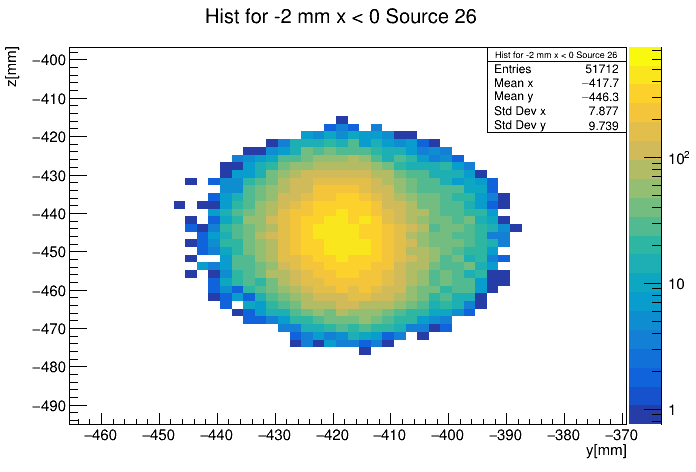 Hist for -2 mm x < 0 Source 26
z[mm]
Hist for -2 mm x < 0 Source 26
Entries 51712
Mean x −417.7
Mean y −446.3
Std Dev x 7.877
Std Dev y 9.739
−400
−410
−420
−430
−440
−450
−460
−470
−480
−490
10²
10
1
−460 −450 −440 −430 −420 −410 −400 −390 −380 −370
y[mm]